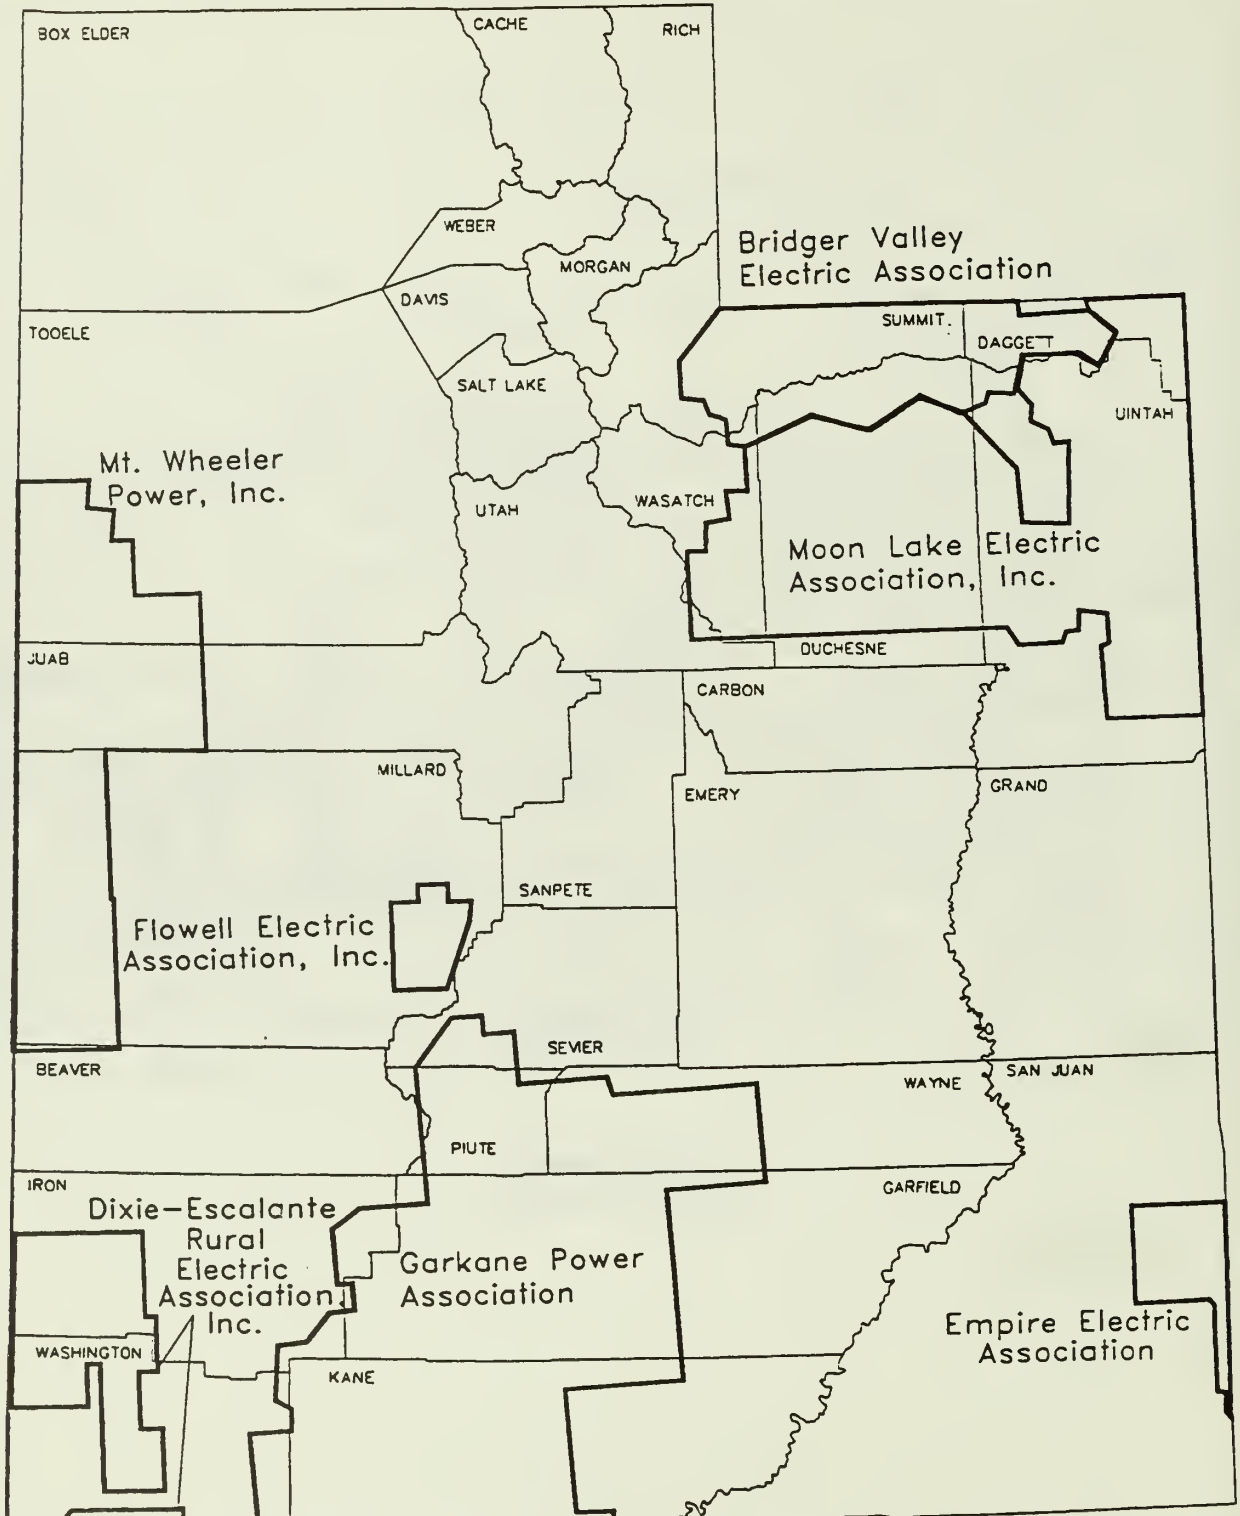 BOX ELDER
CACHE
RICH
WEBER
MORGAN
Bridger Valley
Electric Association
DAVIS
TOOELE
SUMMIT.
DAGGETT
SALT LAKE
UINTAH
Mt. Wheeler
Power, Inc.
UTAH
WASATCH
Moon Lake Electric
Association, Inc.
JUAB
DUCHESNE
CARBON
MILLARD
EMERY
GRAND
SANPETE
Flowell Electric
Association, Inc.
SEVIER
BEAVER
WAYNE
SAN JUAN
PIUTE
IRON
GARFIELD
Dixie-Escalante
Rural
Electric
Association,
Inc.
Garkane Power
Association
Empire Electric
Association
WASHINGTON
KANE